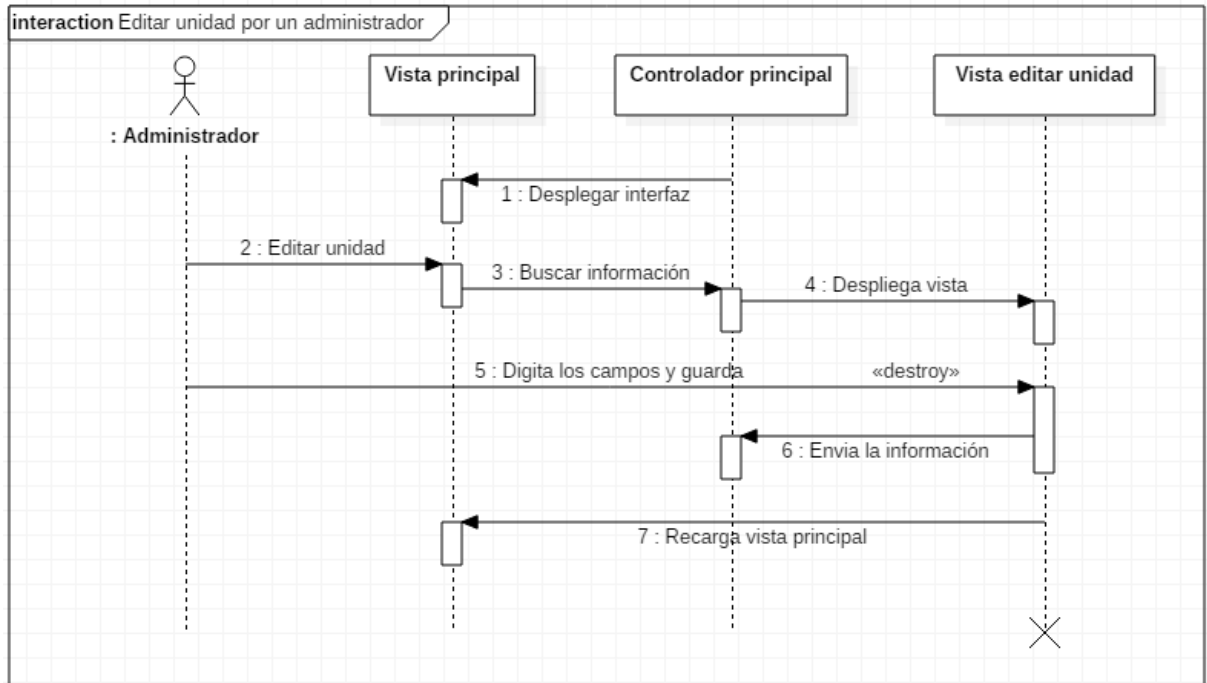 interaction Editar unidad por un administrador
Vista principal
Controlador principal
Vista editar unidad
: Administrador
1 : Desplegar interfaz
2 : Editar unidad
3 : Buscar información
4 : Despliega vista
5 : Digita los campos y guarda
«destroy»
6 : Envia la información
7 : Recarga vista principal